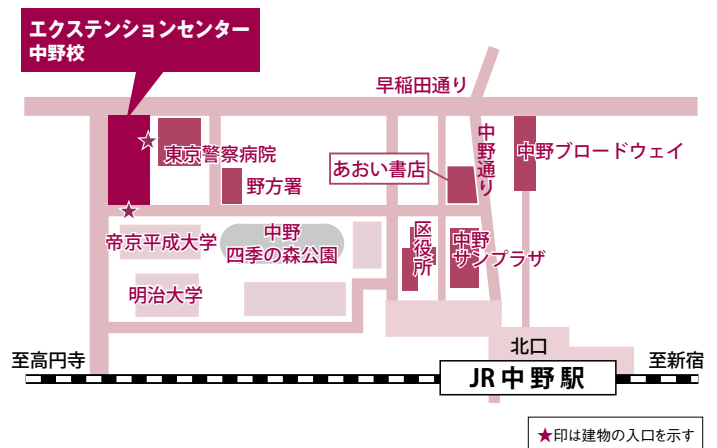 エクステンションセンター
中野校
早稲田通り
東京警察病院
野方署
あおい書店
中野通り
中野ブロードウェイ
帝京平成大学
中野
四季の森公園
区役所
中野
サンプラザ
明治大学
北口
至高円寺
JR中野駅
至新宿
★印は建物の入口を示す